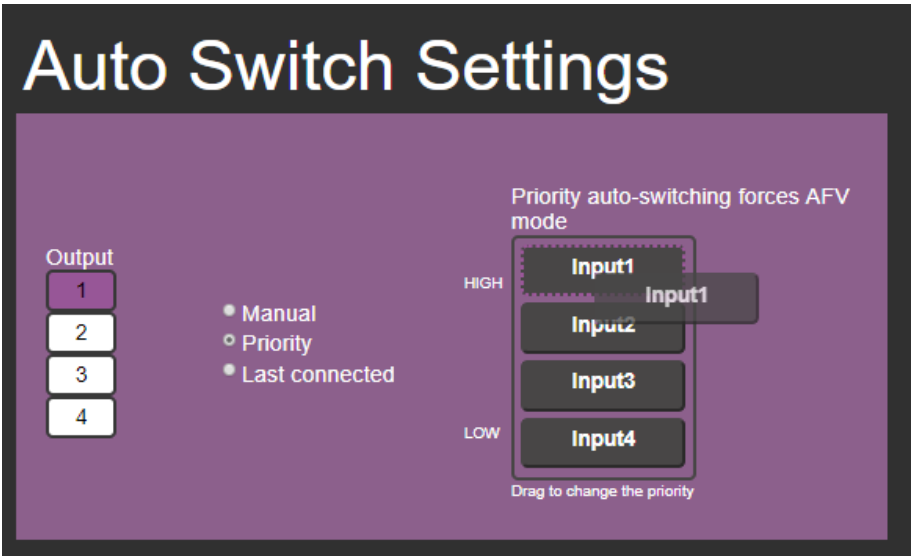 Auto Switch Settings
Priority auto-switching forces AFV
mode
Output
1
2
3
4
Manual
Priority
Last connected
HIGH
LOW
Input1
Input1
Input2
Input3
Input4
Drag to change the priority